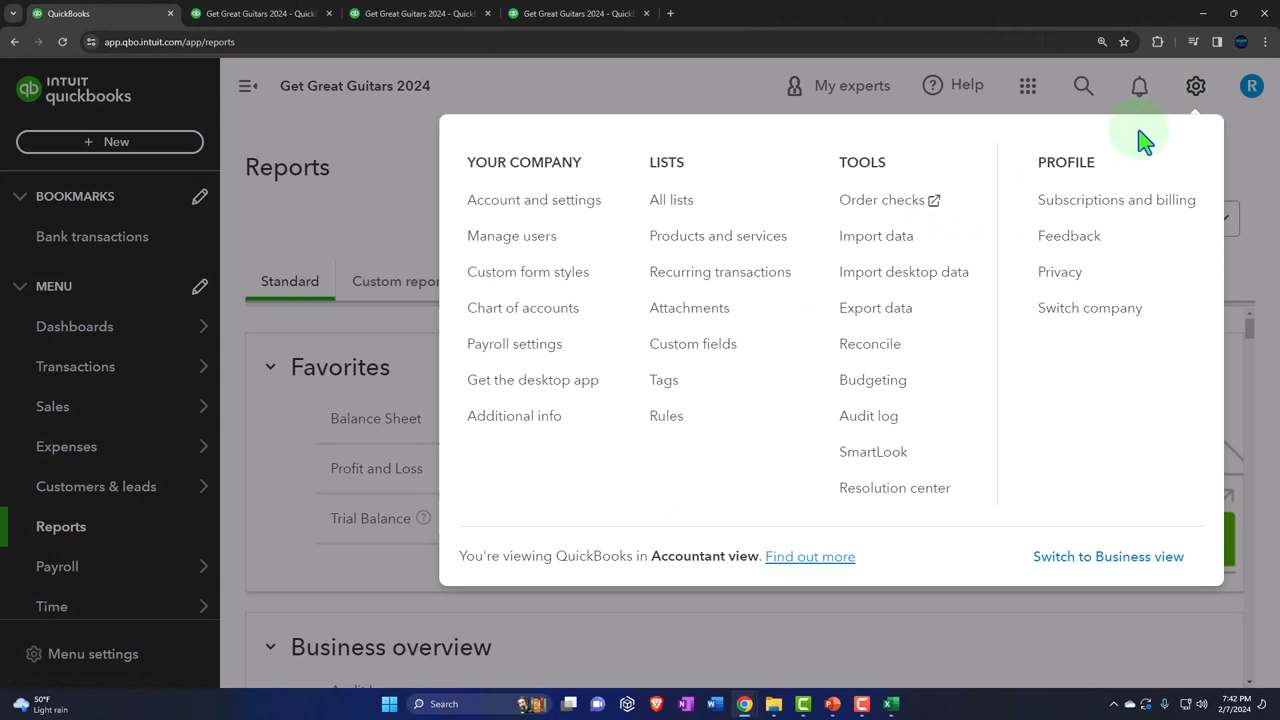 QuickBooks
Get Great Guitars 2024 - QuickB
Get Great Guitars 2024 - QuickB
Get Great Guitars 2024 - QuickB
app.qbo.intuit.com/app/reports
INTUIT
quickbooks
Get Great Guitars 2024
My experts
Help
R
+ New
BOOKMARKS
Bank transactions
MENU
Dashboards
Transactions
Sales
Expenses
Customers & leads
Reports
Payroll
Time
Menu settings
Reports
Standard
Custom repor
Favorites
Balance Sheet
Profit and Loss
Trial Balance
Business overview
YOUR COMPANY
Account and settings
Manage users
Custom form styles
Chart of accounts
Payroll settings
Get the desktop app
Additional info
LISTS
All lists
Products and services
Recurring transactions
Attachments
Custom fields
Tags
Rules
TOOLS
Order checks
Import data
Import desktop data
Export data
Reconcile
Budgeting
Audit log
SmartLook
Resolution center
PROFILE
Subscriptions and billing
Feedback
Privacy
Switch company
You're viewing QuickBooks in Accountant view. Find out more
Switch to Business view
50°F
Light rain
Search
7:42 PM
2/7/2024